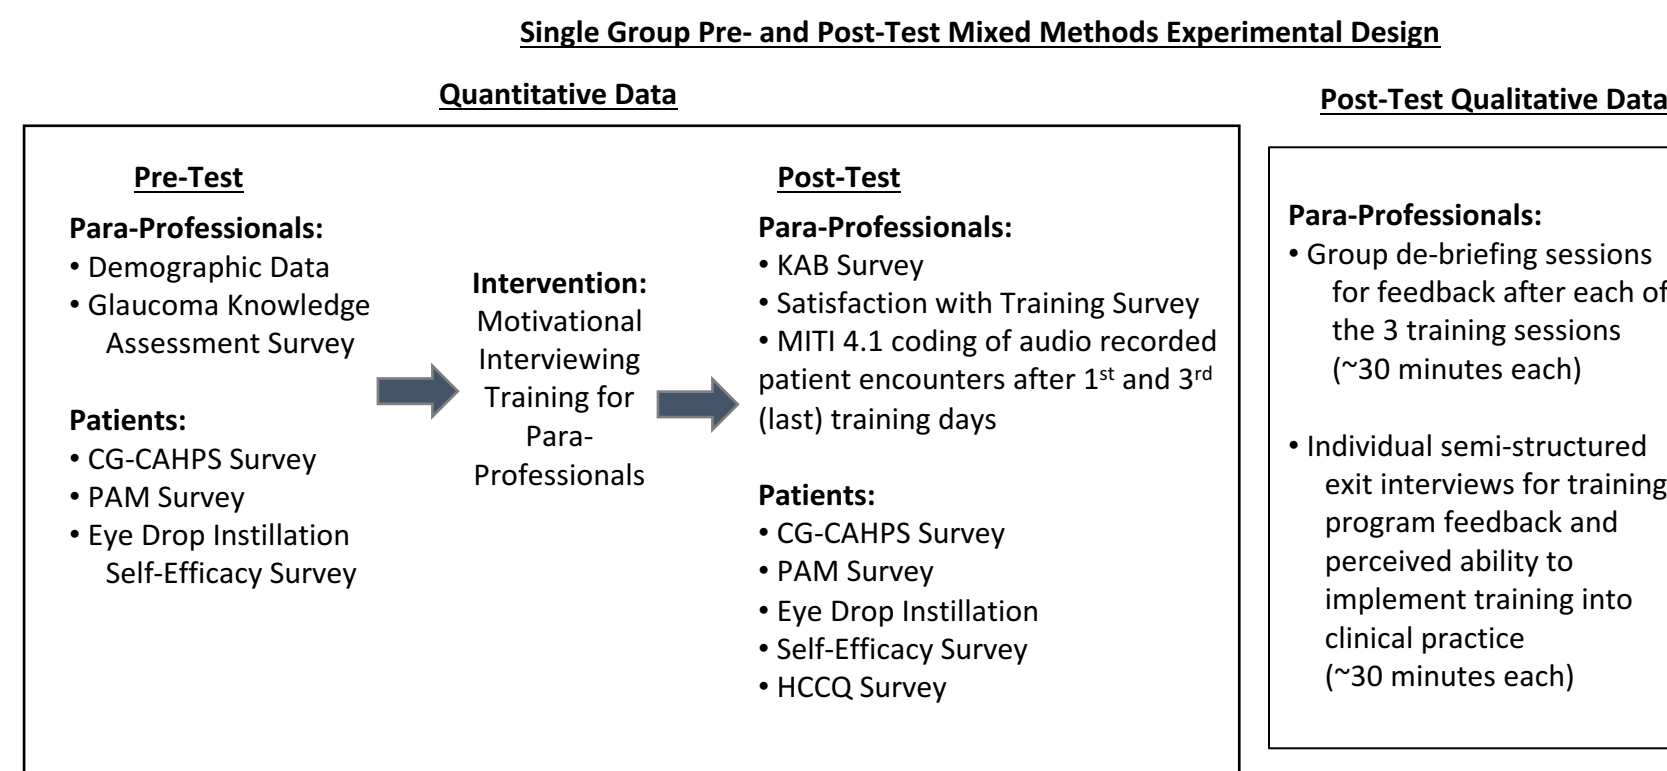 Single Group Pre- and Post-Test Mixed Methods Experimental Design
Quantitative Data
Pre-Test
Para-Professionals:
• Demographic Data
• Glaucoma Knowledge
Assessment Survey
Patients:
• CG-CAHPS Survey
• PAM Survey
• Eye Drop Instillation
Self-Efficacy Survey
Intervention:
Motivational
Interviewing
Training for
Para-
Professionals
Post-Test
Para-Professionals:
• KAB Survey
• Satisfaction with Training Survey
• MITI 4.1 coding of audio recorded
patient encounters after 1st and 3rd
(last) training days
Patients:
• CG-CAHPS Survey
• PAM Survey
• Eye Drop Instillation
• Self-Efficacy Survey
• HCCQ Survey
Post-Test Qualitative Data
Para-Professionals:
• Group de-briefing sessions
for feedback after each of
the 3 training sessions
(~30 minutes each)
• Individual semi-structured
exit interviews for training
program feedback and
perceived ability to
implement training into
clinical practice
(~30 minutes each)